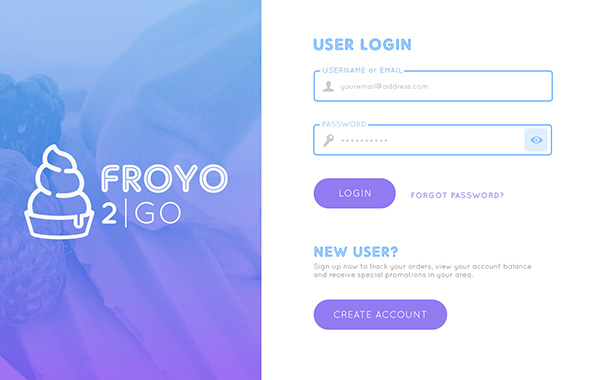 FROYO
2|GO
USER LOGIN
USERNAME or EMAIL
youremail@address.com
PASSWORD
••••••••••
LOGIN
FORGOT PASSWORD?
NEW USER?
Sign up now to track your orders, view your account balance
and receive special promotions in your area.
CREATE ACCOUNT